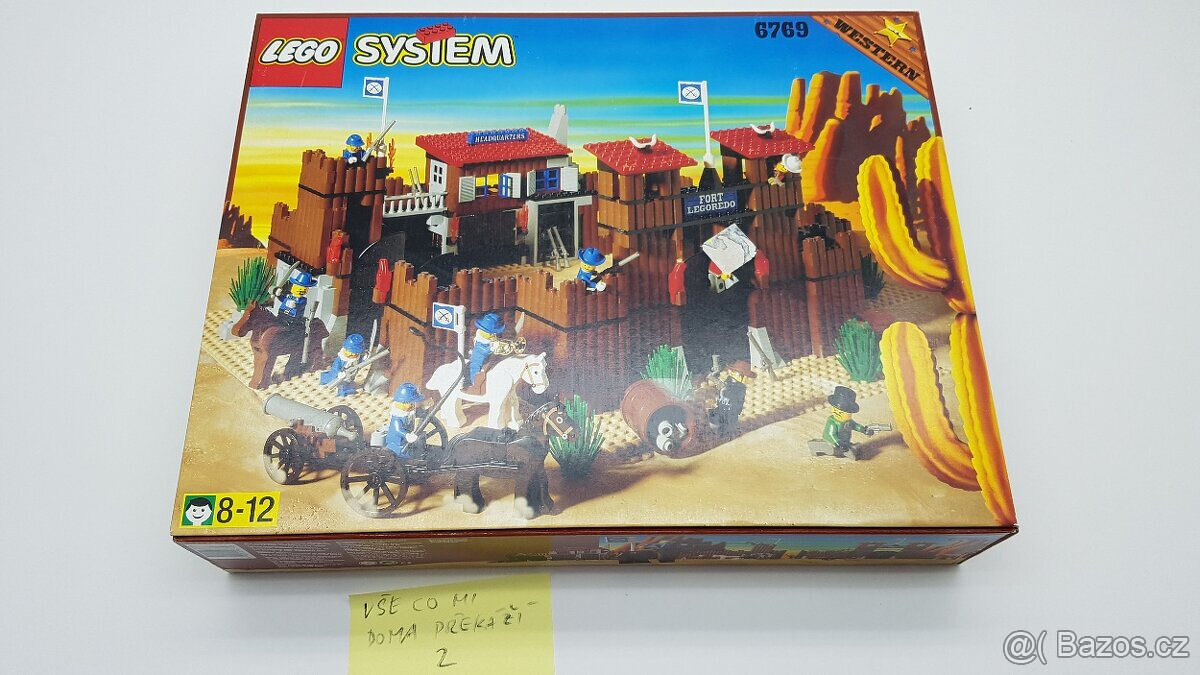 LEGO SYSTEM
6769
WESTERN
HEADQUARTERS
FORT
LEGOREDO
8-12
VŠE CO MI
DOMA PŘEKÁŽÍ
2
@( Bazos.cz